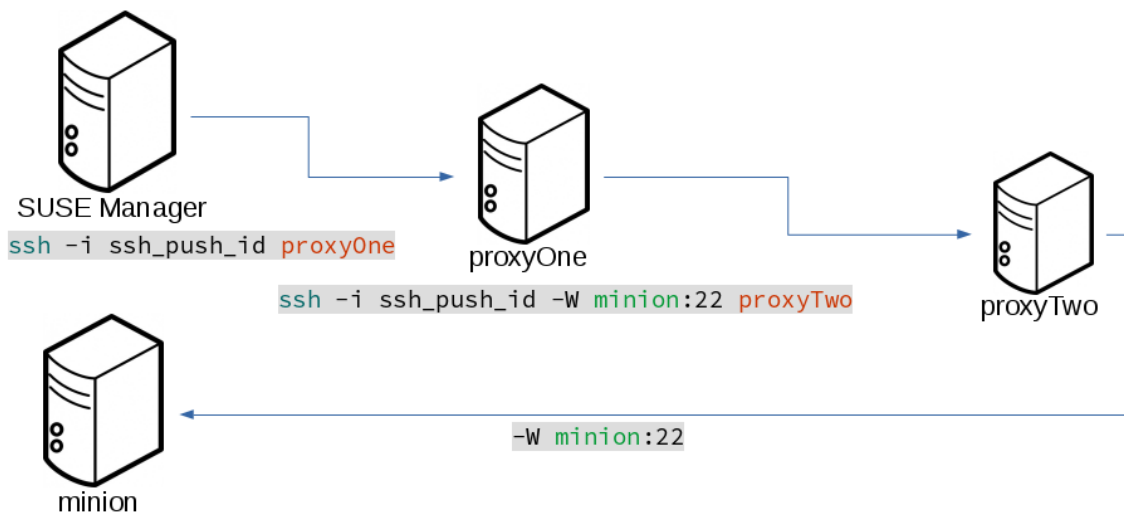 SUSE Manager
ssh -i ssh_push_id proxyOne
proxyOne
ssh -i ssh_push_id -W minion:22 proxyTwo
proxyTwo
-W minion:22
minion